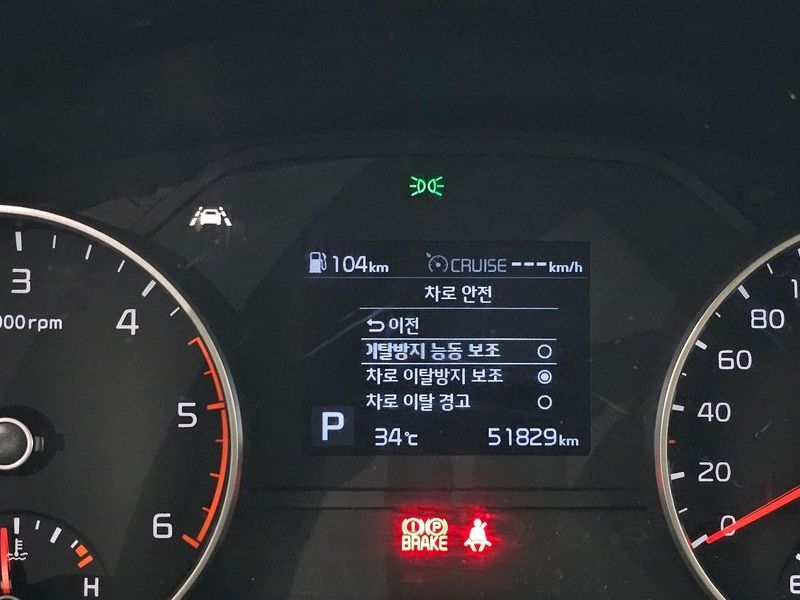 104km CRUISE ---km/h
차로 안전
이전
이탈방지 능동 보조
차로 이탈방지 보조
차로 이탈 경고
P 34℃ 51829km
3
4
5
6
000rpm
H
80
60
40
20
0
BRAKE